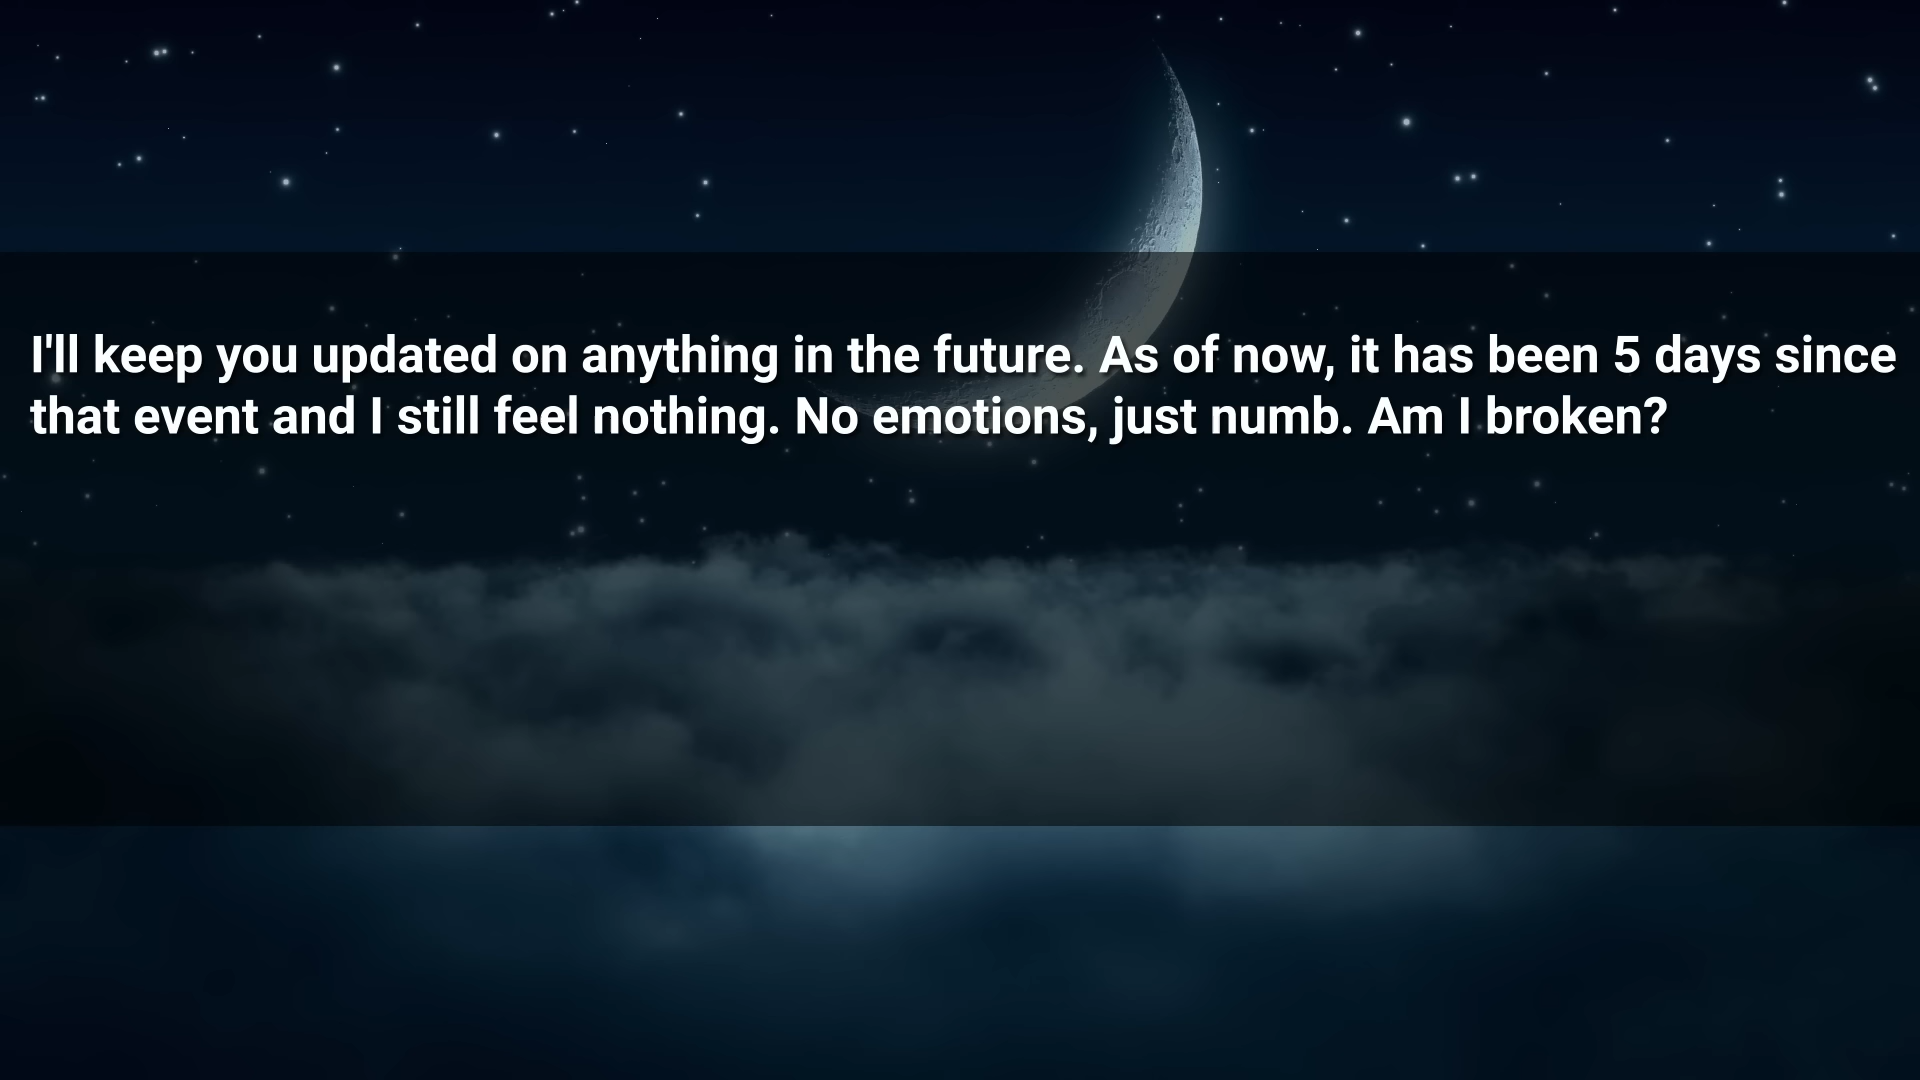 I'll keep you updated on anything in the future. As of now, it has been 5 days since
that event and I still feel nothing. No emotions, just numb. Am I broken?